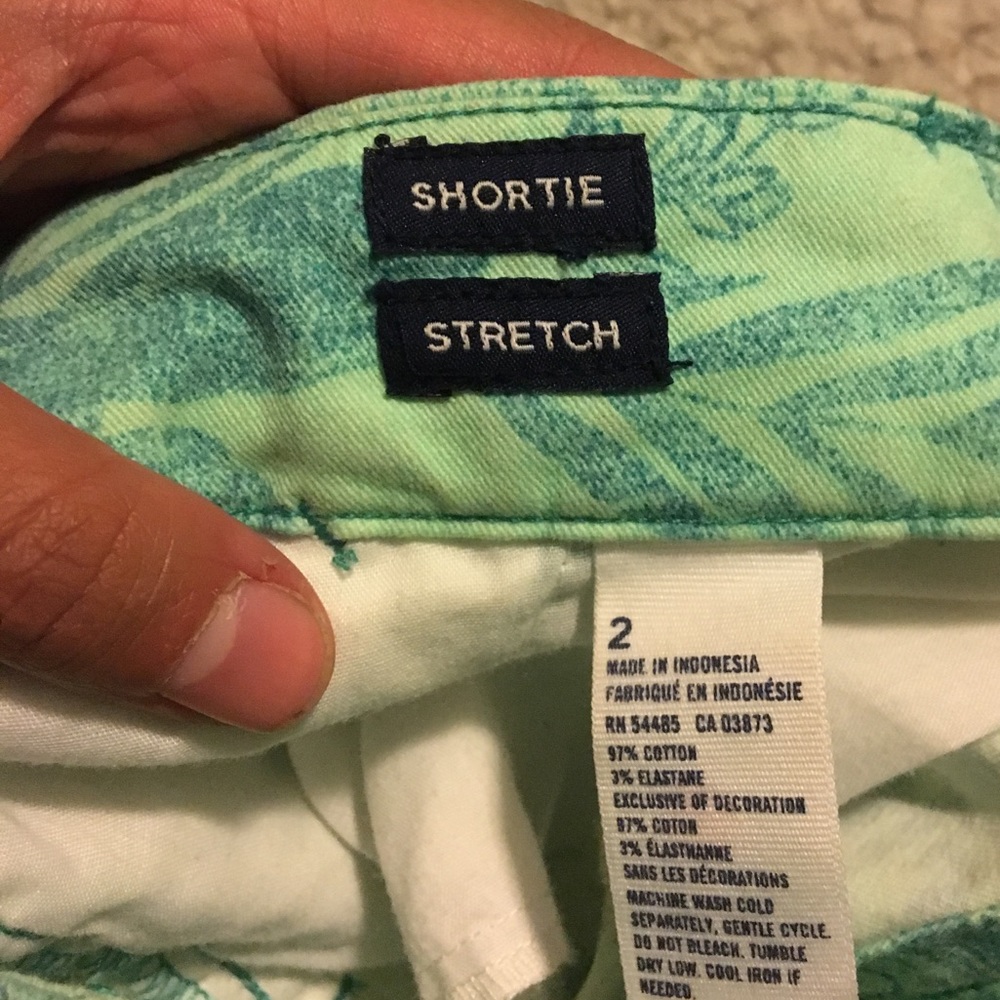 SHORTIE
STRETCH
2
MADE IN INDONESIA
FABRIQUÉ EN INDONÉSIE
RN 54485 CA 03873
97% COTTON
3% ELASTANE
EXCLUSIVE OF DECORATION
97% COTON
3% ÉLASTHANNE
SANS LES DÉCORATIONS
MACHINE WASH COLD
SEPARATELY, GENTLE CYCLE.
DO NOT BLEACH. TUMBLE
DRY LOW. COOL IRON IF
NEEDED.